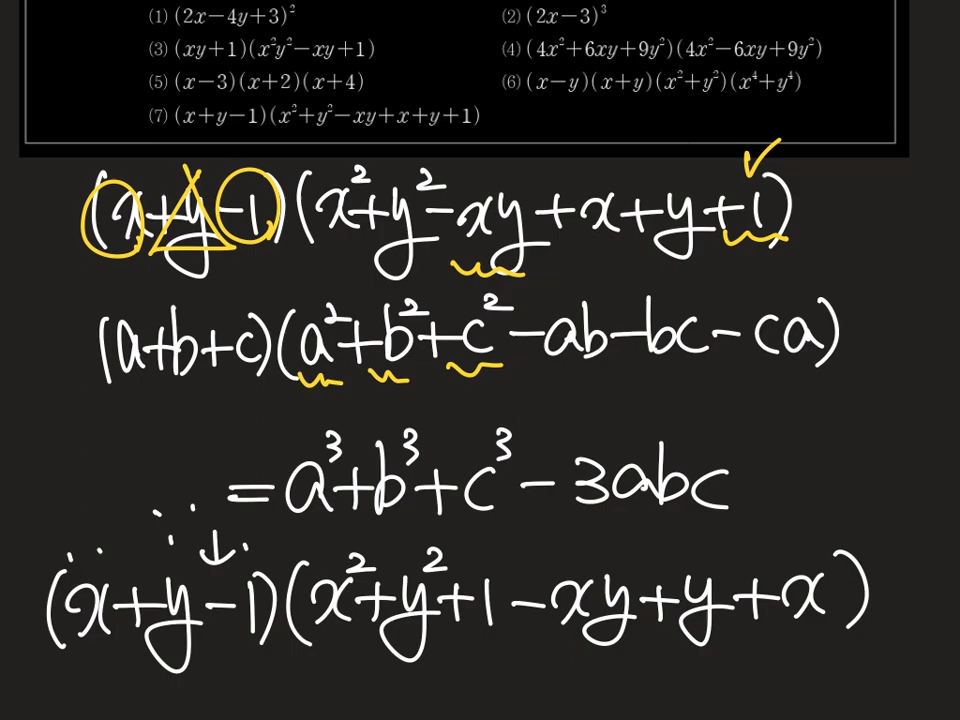 (1) (2x−4y+3)² (2) (2x−3)³
(3) (xy+1)(x²y²−xy+1) (4) (4x²+6xy+9y²)(4x²−6xy+9y²)
(5) (x−3)(x+2)(x+4) (6) (x−y)(x+y)(x²+y²)(x⁴+y⁴)
(7) (x+y−1)(x²+y²−xy+x+y+1)
(x+y−1)(x²+y²−xy+x+y+1)
(a+b+c)(a²+b²+c²−ab−bc−ca)
=a³+b³+c³−3abc
(x+y−1)(x²+y²+1−xy+y+x)